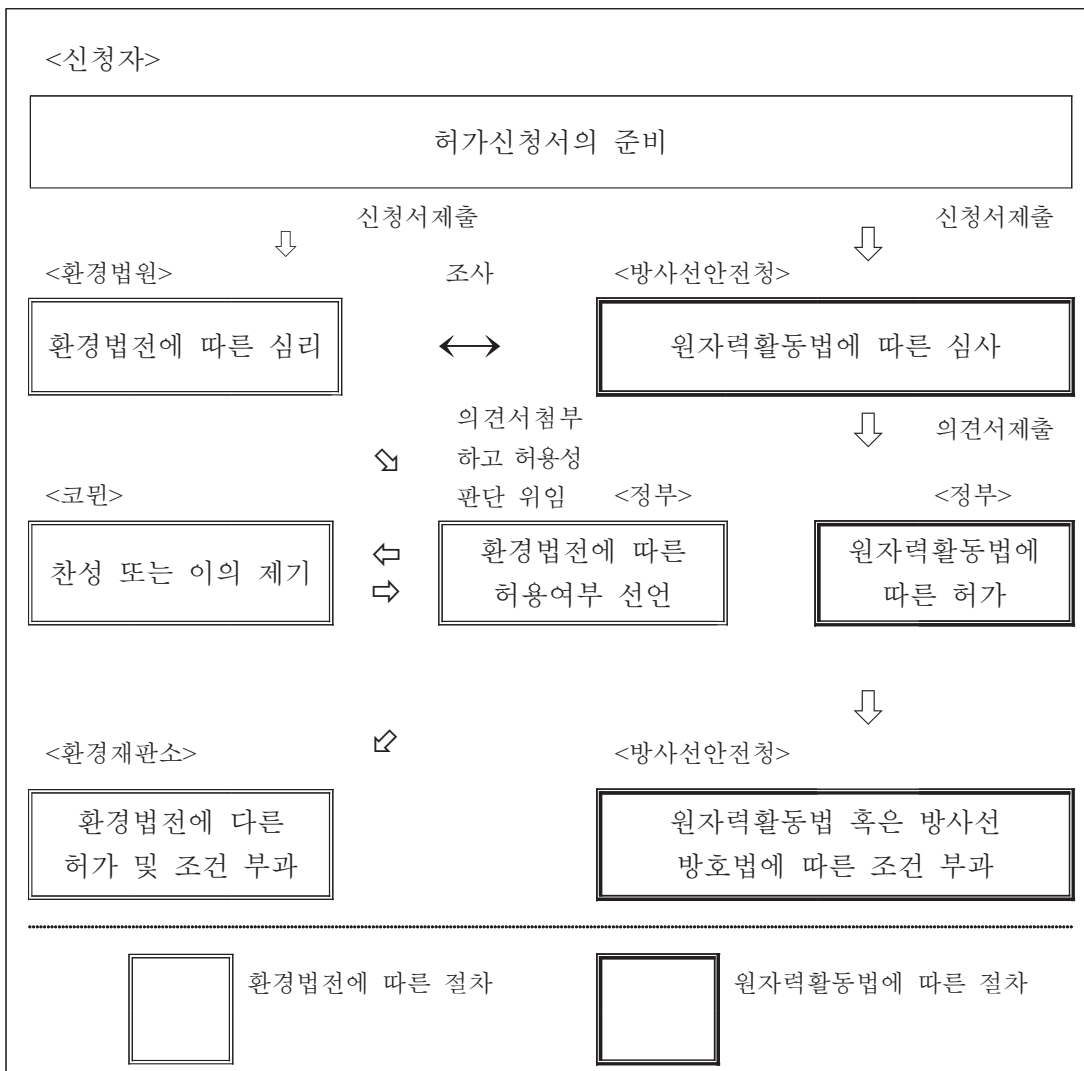 <신청자>
허가신청서의 준비
신청서제출
신청서제출
<환경법원>
조사
<방사선안전청>
환경법전에 따른 심리
원자력활동법에 따른 심사
의견서첨부
하고 허용성
판단 위임
의견서제출
<코뮌>
<정부>
<정부>
찬성 또는 이의 제기
환경법전에 따른
허용여부 선언
원자력활동법에
따른 허가
<환경재판소>
<방사선안전청>
환경법전에 다른
허가 및 조건 부과
원자력활동법 혹은 방사선
방호법에 따른 조건 부과
환경법전에 따른 절차
원자력활동법에 따른 절차